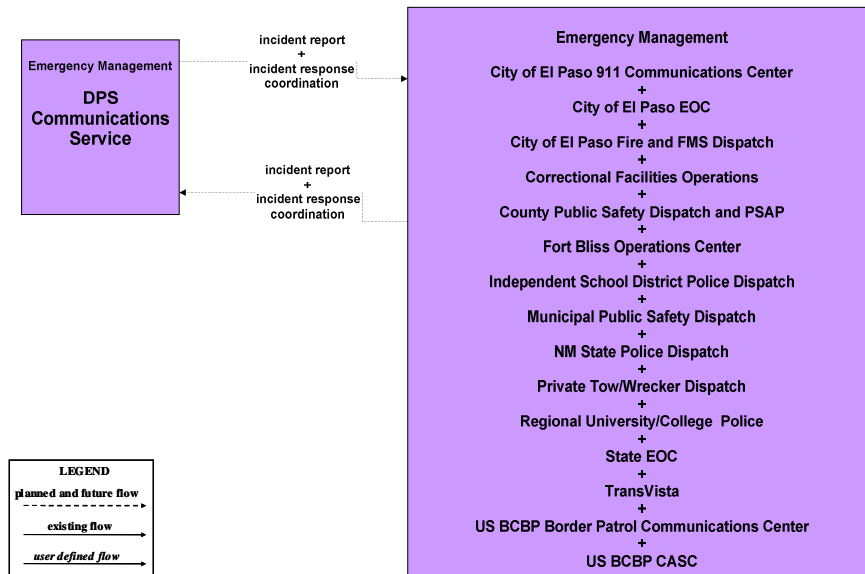 Emergency Management
DPS
Communications
Service
incident report
+
incident response
coordination
incident report
+
incident response
coordination
Emergency Management
City of El Paso 911 Communications Center
+
City of El Paso EOC
+
City of El Paso Fire and FMS Dispatch
+
Correctional Facilities Operations
+
County Public Safety Dispatch and PSAP
+
Fort Bliss Operations Center
+
Independent School District Police Dispatch
+
Municipal Public Safety Dispatch
+
NM State Police Dispatch
+
Private Tow/Wrecker Dispatch
+
Regional University/College Police
+
State EOC
+
TransVista
+
US BCBP Border Patrol Communications Center
+
US BCBP CASC
LEGEND
planned and future flow
existing flow
user defined flow